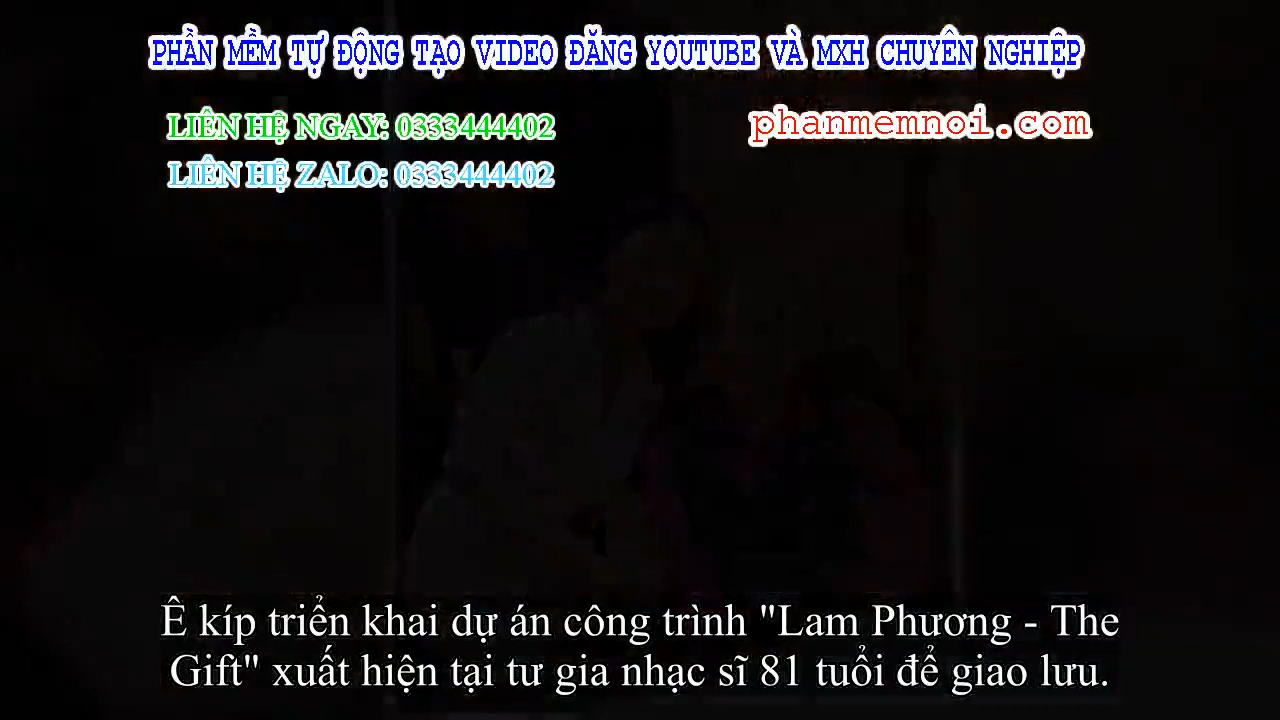 PHẦN MỀM TỰ ĐỘNG TẠO VIDEO ĐĂNG YOUTUBE VÀ MXH CHUYÊN NGHIỆP
LIÊN HỆ NGAY: 0333444402
phanmemnoi.com
LIÊN HỆ ZALO: 0333444402
Ê kíp triển khai dự án công trình "Lam Phương - The
Gift" xuất hiện tại tư gia nhạc sĩ 81 tuổi để giao lưu.